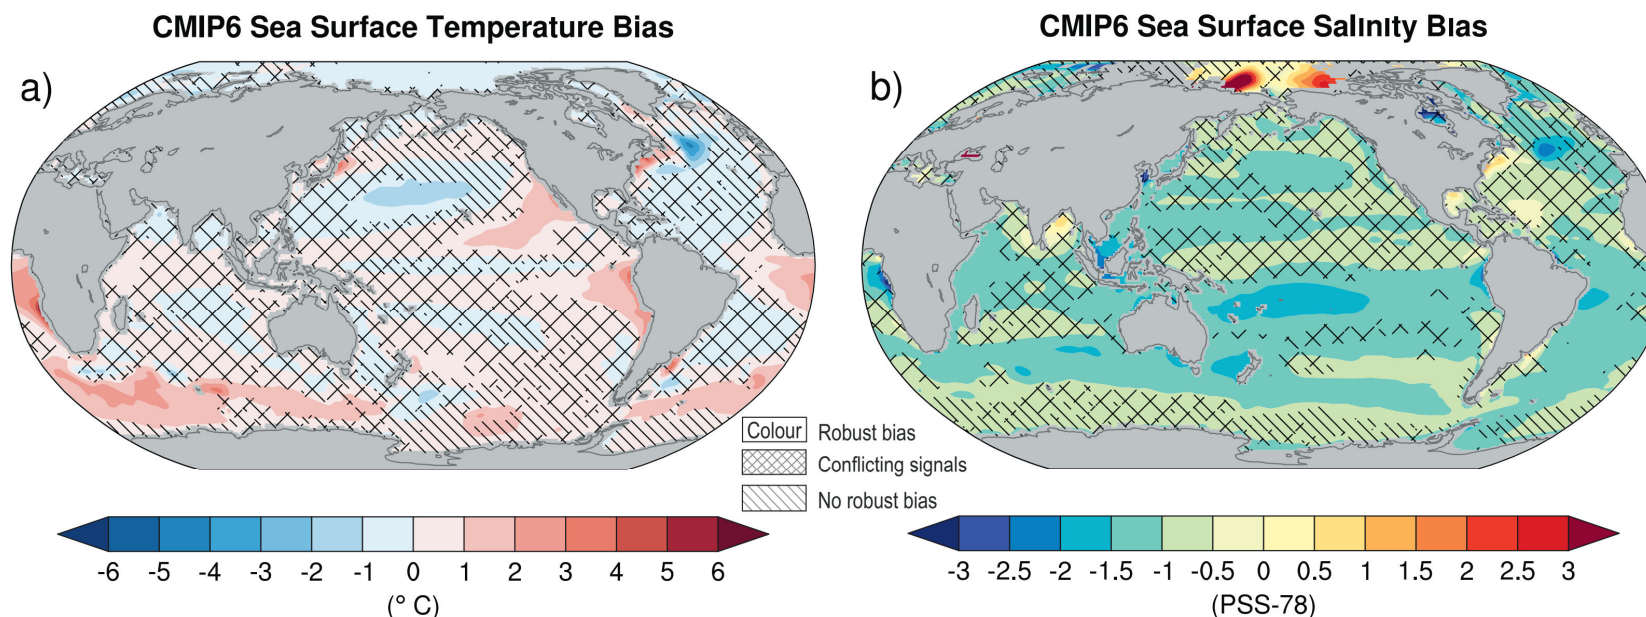 CMIP6 Sea Surface Temperature Bias
CMIP6 Sea Surface Salinity Bias
a)
b)
Colour Robust bias
Conflicting signals
No robust bias
-6 -5 -4 -3 -2 -1 0 1 2 3 4 5 6
(° C)
-3 -2.5 -2 -1.5 -1 -0.5 0 0.5 1 1.5 2 2.5 3
(PSS-78)